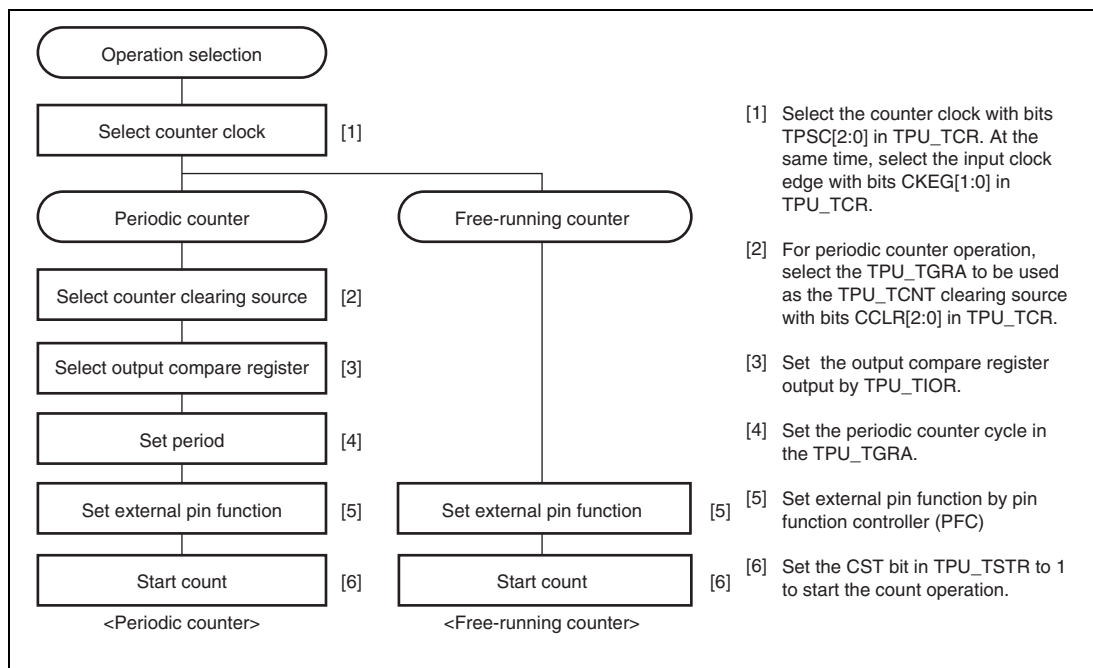 Operation selection
Select counter clock [1]
Periodic counter
Free-running counter
Select counter clearing source [2]
Select output compare register [3]
Set period [4]
Set external pin function [5]
Set external pin function [5]
Start count [6]
Start count [6]
<Periodic counter>
<Free-running counter>
[1] Select the counter clock with bits
TPSC[2:0] in TPU_TCR. At the
same time, select the input clock
edge with bits CKEG[1:0] in
TPU_TCR.
[2] For periodic counter operation,
select the TPU_TGRA to be used
as the TPU_TCNT clearing source
with bits CCLR[2:0] in TPU_TCR.
[3] Set the output compare register
output by TPU_TIOR.
[4] Set the periodic counter cycle in
the TPU_TGRA.
[5] Set external pin function by pin
function controller (PFC)
[6] Set the CST bit in TPU_TSTR to 1
to start the count operation.